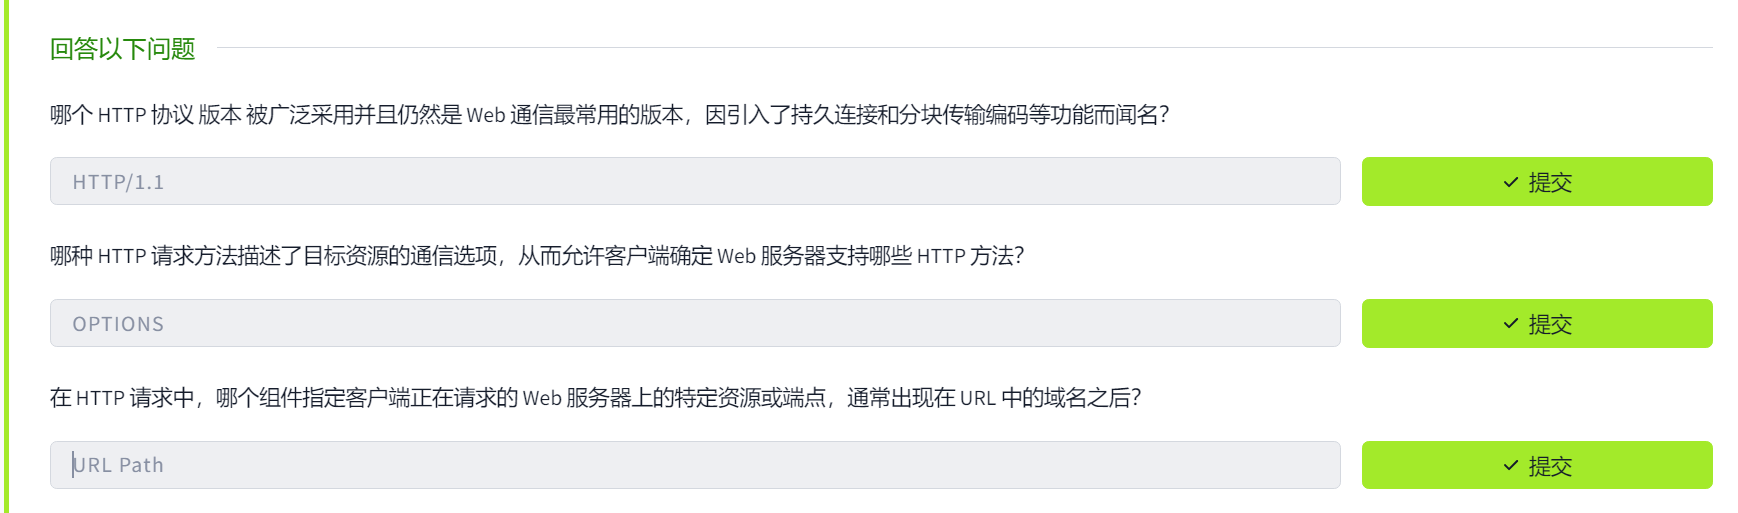 回答以下问题
哪个 HTTP 协议 版本 被广泛采用并且仍然是 Web 通信最常用的版本，因引入了持久连接和分块传输编码等功能而闻名？
HTTP/1.1
提交
哪种 HTTP 请求方法描述了目标资源的通信选项，从而允许客户端确定 Web 服务器支持哪些 HTTP 方法？
OPTIONS
提交
在 HTTP 请求中，哪个组件指定客户端正在请求的 Web 服务器上的特定资源或端点，通常出现在 URL 中的域名之后？
URL Path
提交